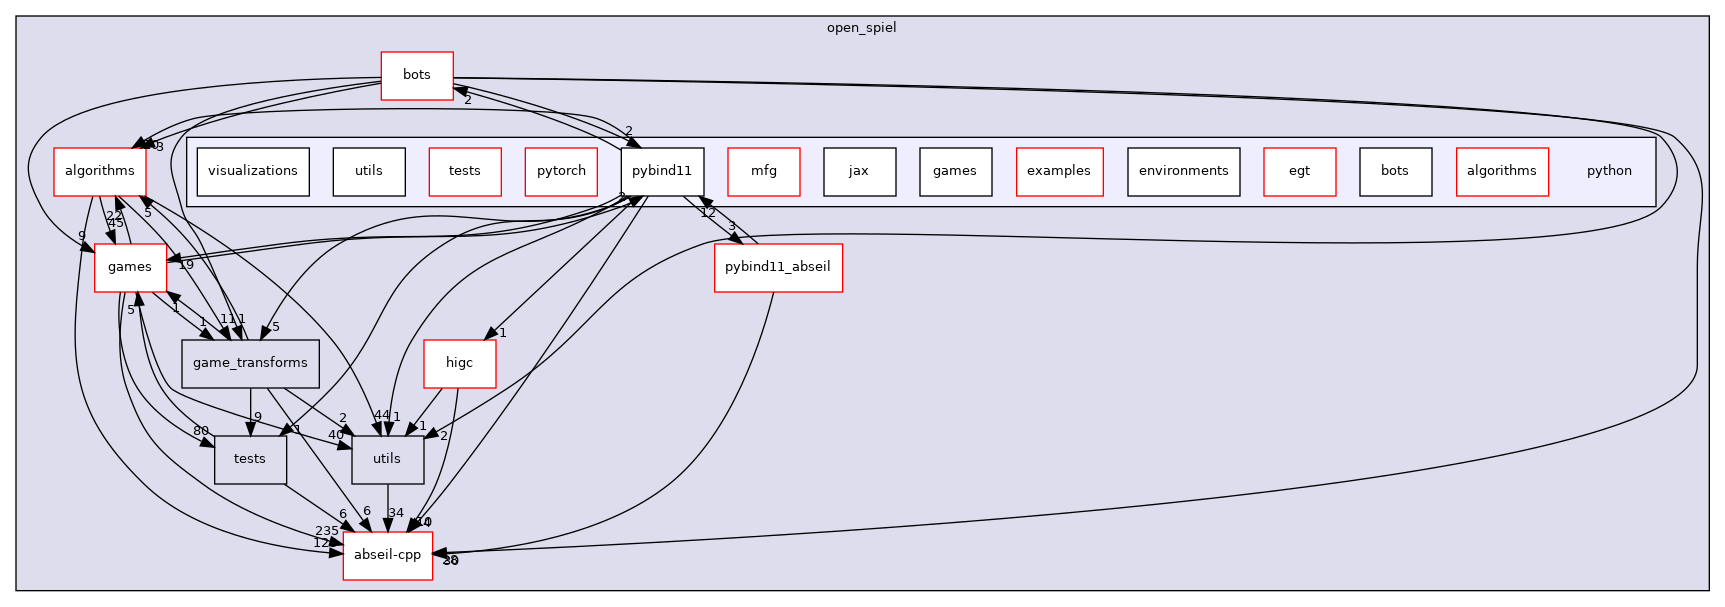 open_spiel
bots
2
2
3
algorithms
visualizations
utils
tests
pytorch
pybind11
mfg
jax
games
examples
environments
egt
bots
algorithms
python
22
5
45
12
3
9
19
games
pybind11_abseil
5
1
1
11
1
5
1
game_transforms
higc
44
1
9
2
1
1
80
40
2
tests
utils
6
6
34
235
abseil-cpp